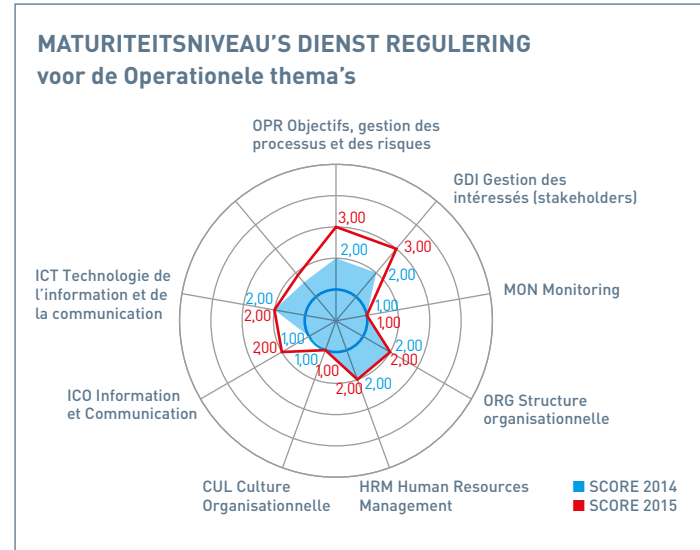 MATURITEITSNIVEAU'S DIENST REGULERING
voor de Operationele thema's
OPR Objectifs, gestion des
processus et des risques
GDI Gestion des
intéressés (stakeholders)
3,00
3,00
2,00
2,00
ICT Technologie de
l'information et de
la communication
MON Monitoring
2,00
2,00
1,00
1,00
200
1,00
1,00
2,00
2,00
1,00
2,00
2,00
ICO Information
et Communication
ORG Structure
organisationnelle
CUL Culture
Organisationnelle
HRM Human Resources
Management
SCORE 2014
SCORE 2015